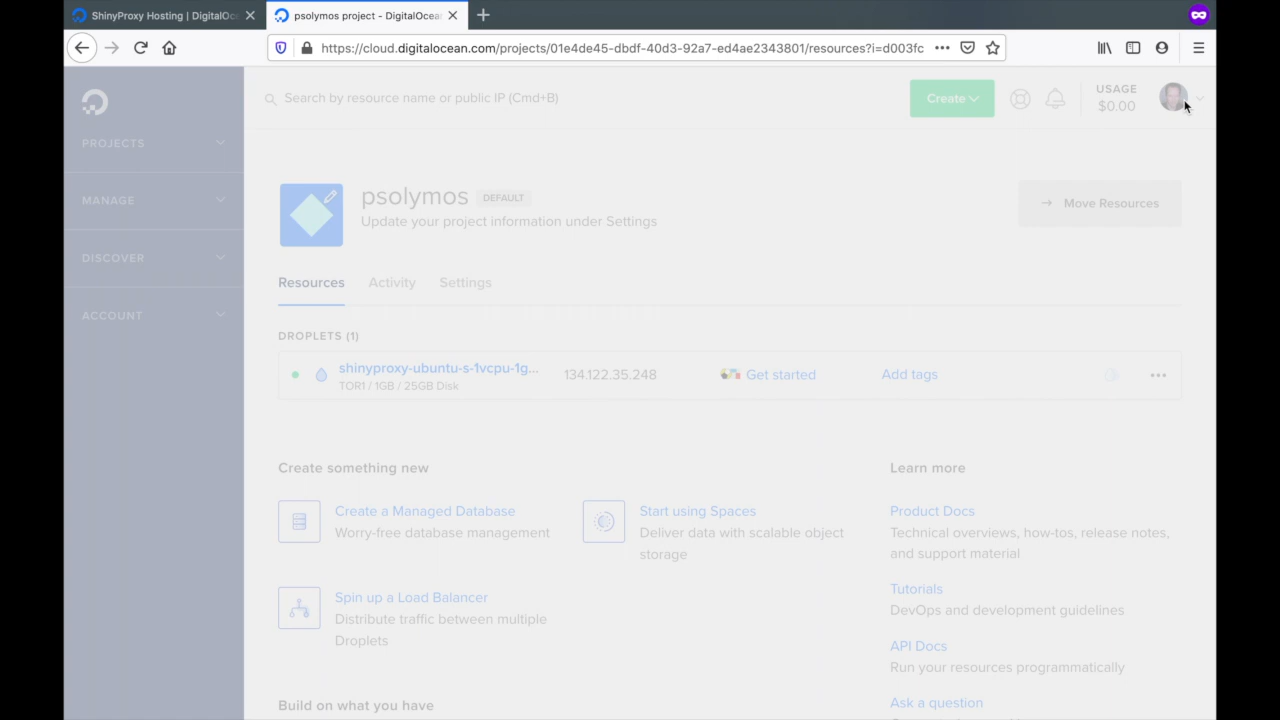 ShinyProxy Hosting | DigitalOc
psolymos project - DigitalOcea
https://cloud.digitalocean.com/projects/01e4de45-dbdf-40d3-92a7-ed4ae2343801/resources?i=d003fc
Search by resource name or public IP (Cmd+B)
Create
USAGE
$0.00
PROJECTS
MANAGE
DISCOVER
ACCOUNT
psolymos DEFAULT
Update your project information under Settings
Move Resources
Resources Activity Settings
DROPLETS (1)
shinyproxy-ubuntu-s-1vcpu-1g...
TOR1 / 1GB / 25GB Disk
134.122.35.248
Get started
Add tags
Create something new
Create a Managed Database
Worry-free database management
Start using Spaces
Deliver data with scalable object
storage
Spin up a Load Balancer
Distribute traffic between multiple
Droplets
Build on what you have
Learn more
Product Docs
Technical overviews, how-tos, release notes,
and support material
Tutorials
DevOps and development guidelines
API Docs
Run your resources programmatically
Ask a question